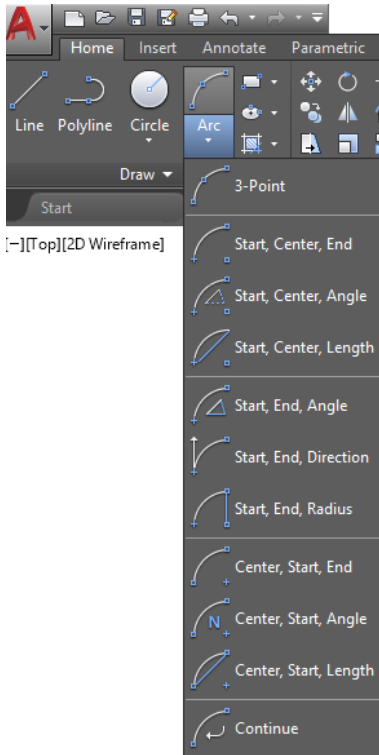 A
Home Insert Annotate Parametric
Line Polyline Circle Arc
Draw
Start
[−][Top][2D Wireframe]
3-Point
Start, Center, End
Start, Center, Angle
Start, Center, Length
Start, End, Angle
Start, End, Direction
Start, End, Radius
Center, Start, End
N
Center, Start, Angle
Center, Start, Length
Continue